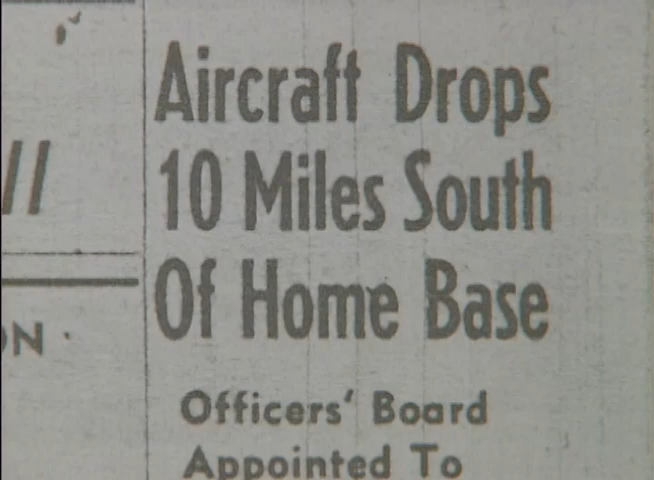 Aircraft Drops
10 Miles South
Of Home Base
Officers' Board
Appointed To